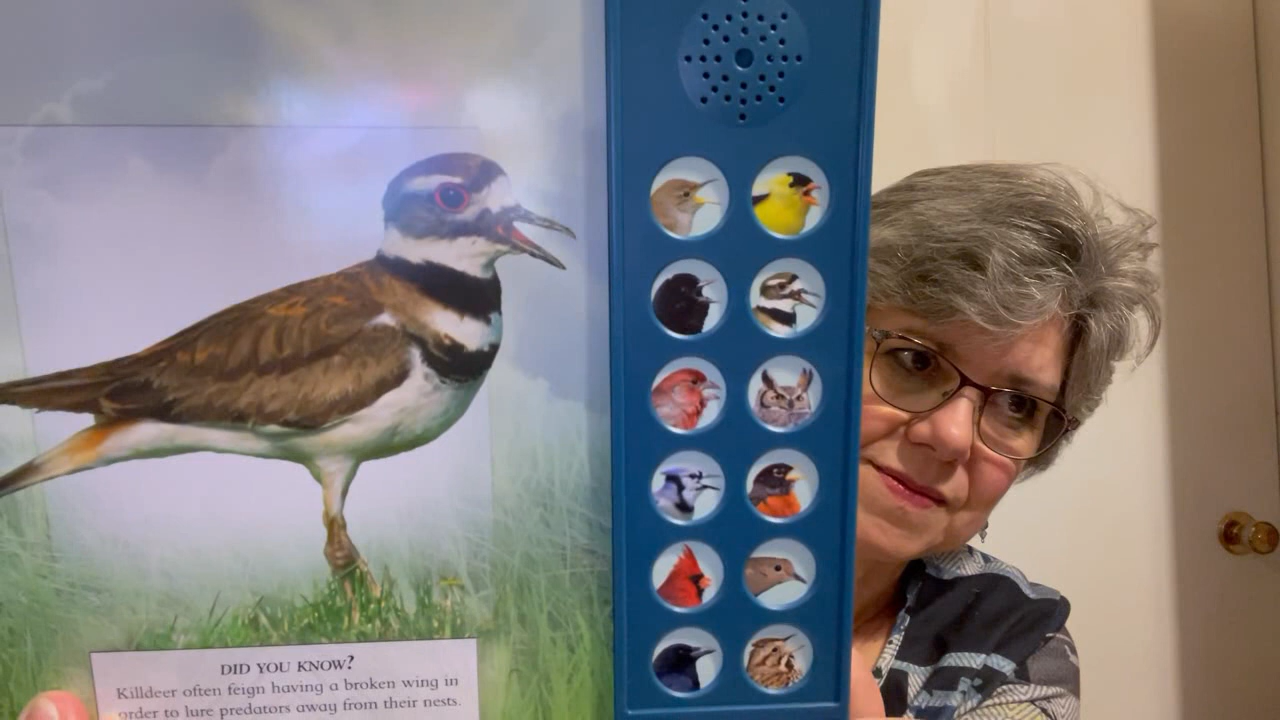 DID YOU KNOW?
Killdeer often feign having a broken wing in
order to lure predators away from their nests.